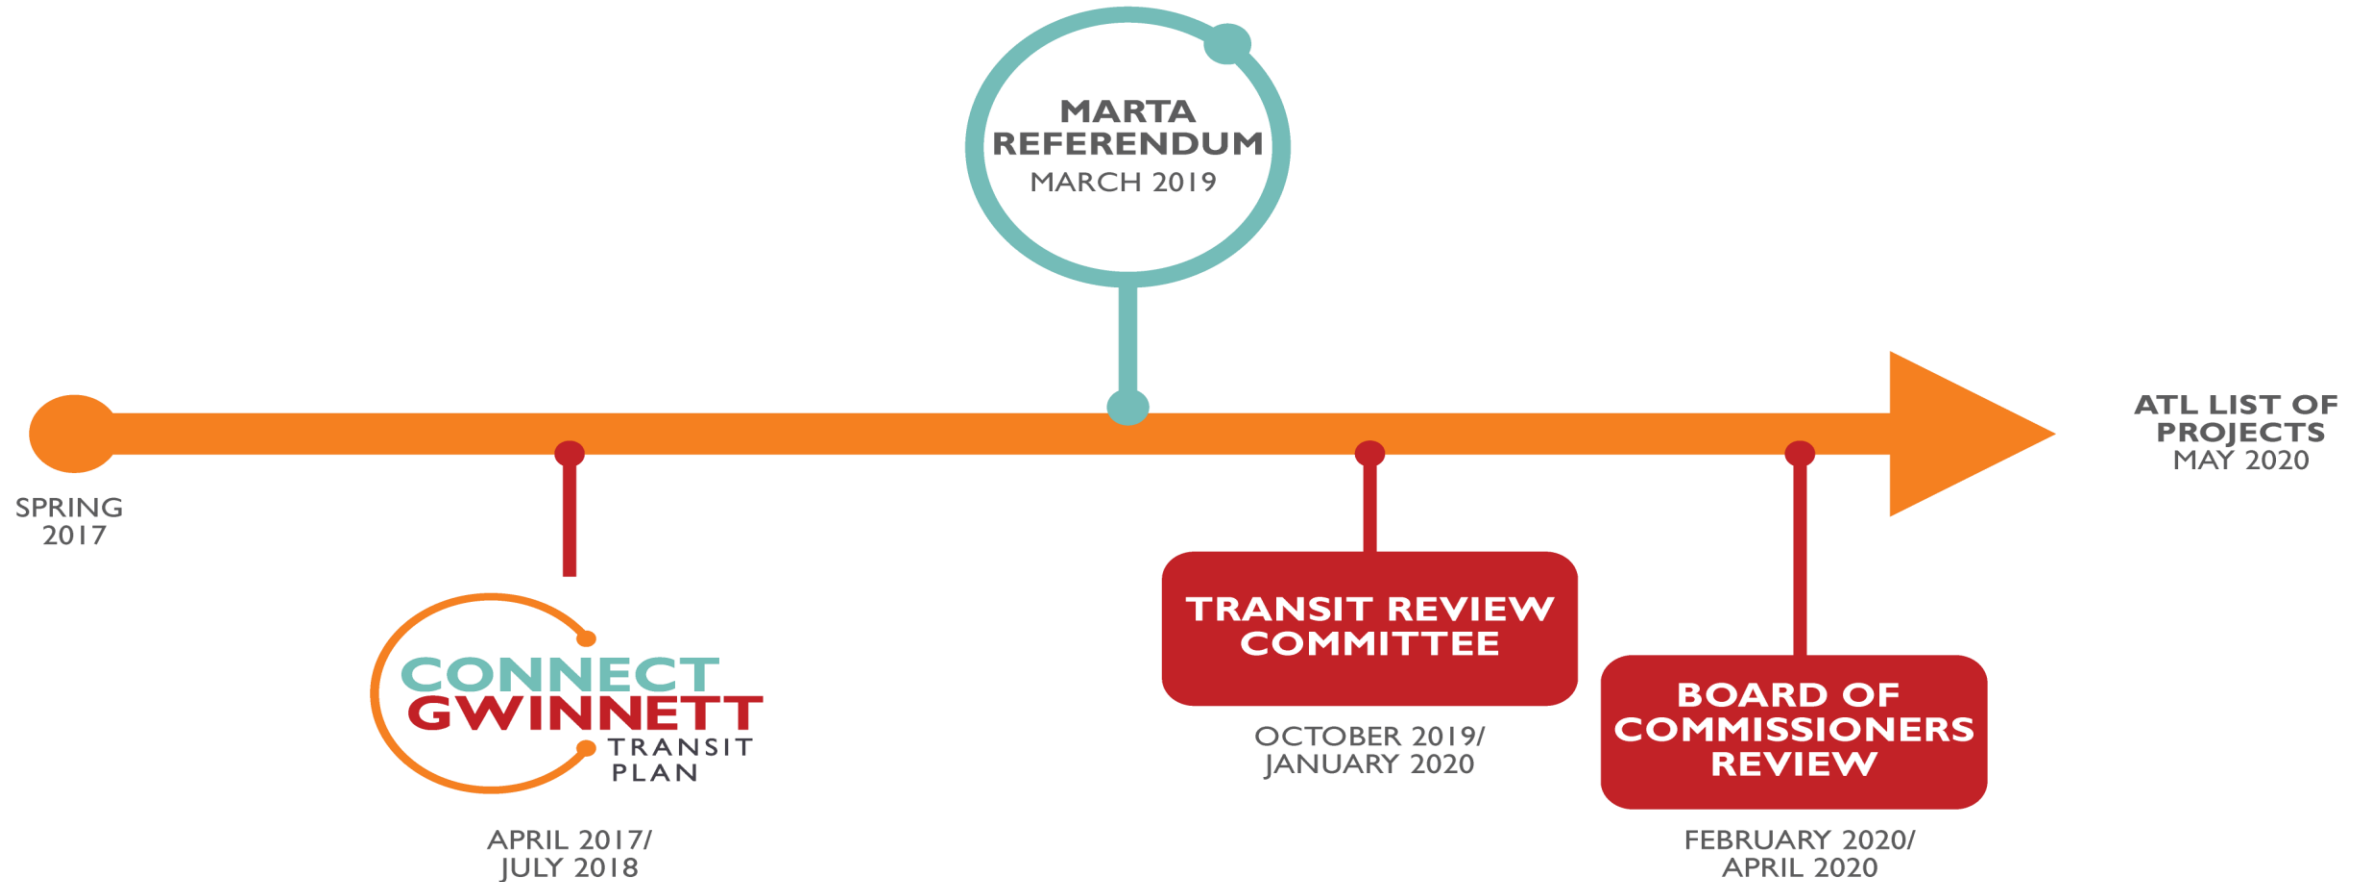 MARTA
REFERENDUM
MARCH 2019
ATL LIST OF
PROJECTS
MAY 2020
SPRING
2017
CONNECT
GWINNETT
TRANSIT
PLAN
APRIL 2017/
JULY 2018
TRANSIT REVIEW
COMMITTEE
OCTOBER 2019/
JANUARY 2020
BOARD OF
COMMISSIONERS
REVIEW
FEBRUARY 2020/
APRIL 2020